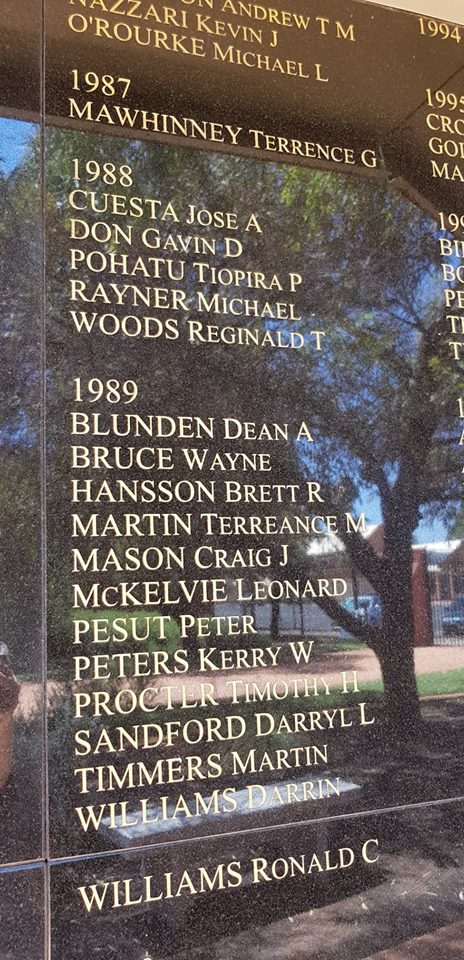 ANDREW T M
NAZZARI KEVIN J
O'ROURKE MICHAEL L
1987
MAWHINNEY TERRENCE G
1988
CUESTA JOSE A
DON GAVIN D
POHATU TIOPIRA P
RAYNER MICHAEL
WOODS REGINALD T
1989
BLUNDEN DEAN A
BRUCE WAYNE
HANSSON BRETT R
MARTIN TERREANCE M
MASON CRAIG J
McKELVIE LEONARD
PESUT PETER
PETERS KERRY W
PROCTER TIMOTHY H
SANDFORD DARRYL L
TIMMERS MARTIN
WILLIAMS DARRIN
WILLIAMS RONALD C
1994
1995